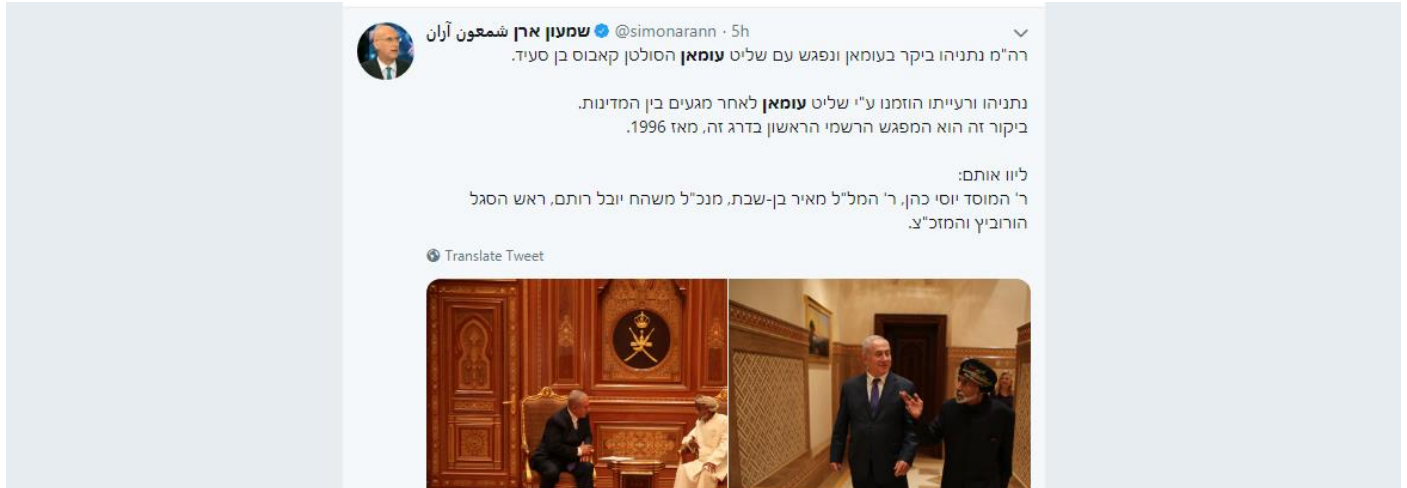 שמעון ארן شمعون آران @simonarann · 5h
רה"מ נתניהו ביקר בעומאן ונפגש עם שליט עומאן הסולטן קאבוס בן סעיד.
נתניהו ורעייתו הוזמנו ע"י שליט עומאן לאחר מגעים בין המדינות.
ביקור זה הוא המפגש הרשמי הראשון בדרג זה, מאז 1996.
ליוו אותם:
ר' המוסד יוסי כהן, ר' המל"ל מאיר בן-שבת, מנכ"ל משהח יובל רותם, ראש הסגל
הורוביץ והמזכ"צ.
Translate Tweet